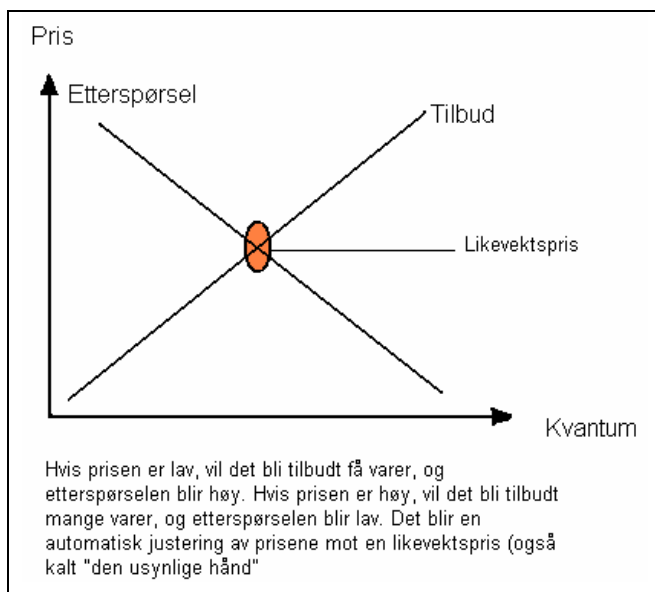 Pris
Etterspørsel
Tilbud
Likevektspris
Kvantum
Hvis prisen er lav, vil det bli tilbudt få varer, og
etterspørselen blir høy. Hvis prisen er høy, vil det bli tilbudt
mange varer, og etterspørselen blir lav. Det blir en
automatisk justering av prisene mot en likevektspris (også
kalt "den usynlige hånd"